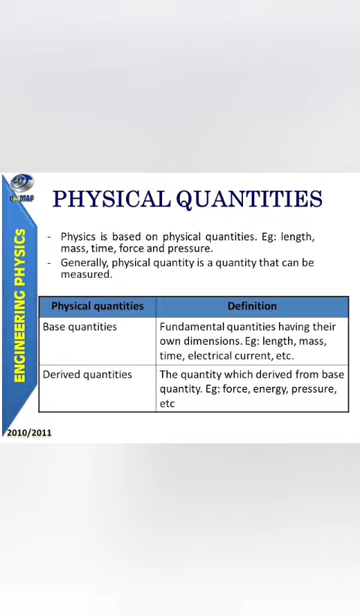 UniMAP
PHYSICAL QUANTITIES
- Physics is based on physical quantities. Eg: length,
mass, time, force and pressure.
- Generally, physical quantity is a quantity that can be
measured.
Physical quantities
Definition
Base quantities
Fundamental quantities having their
own dimensions. Eg: length, mass,
time, electrical current, etc.
Derived quantities
The quantity which derived from base
quantity. Eg: force, energy, pressure,
etc
ENGINEERING PHYSICS
2010/2011